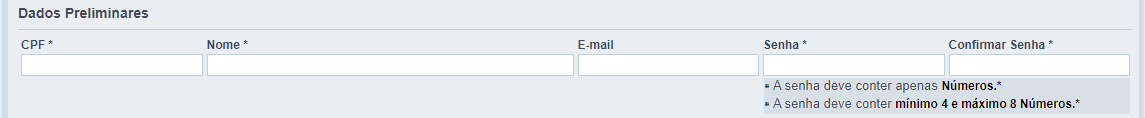 Dados Preliminares
CPF * Nome * E-mail Senha * Confirmar Senha *
A senha deve conter apenas Números.*
A senha deve conter mínimo 4 e máximo 8 Números.*